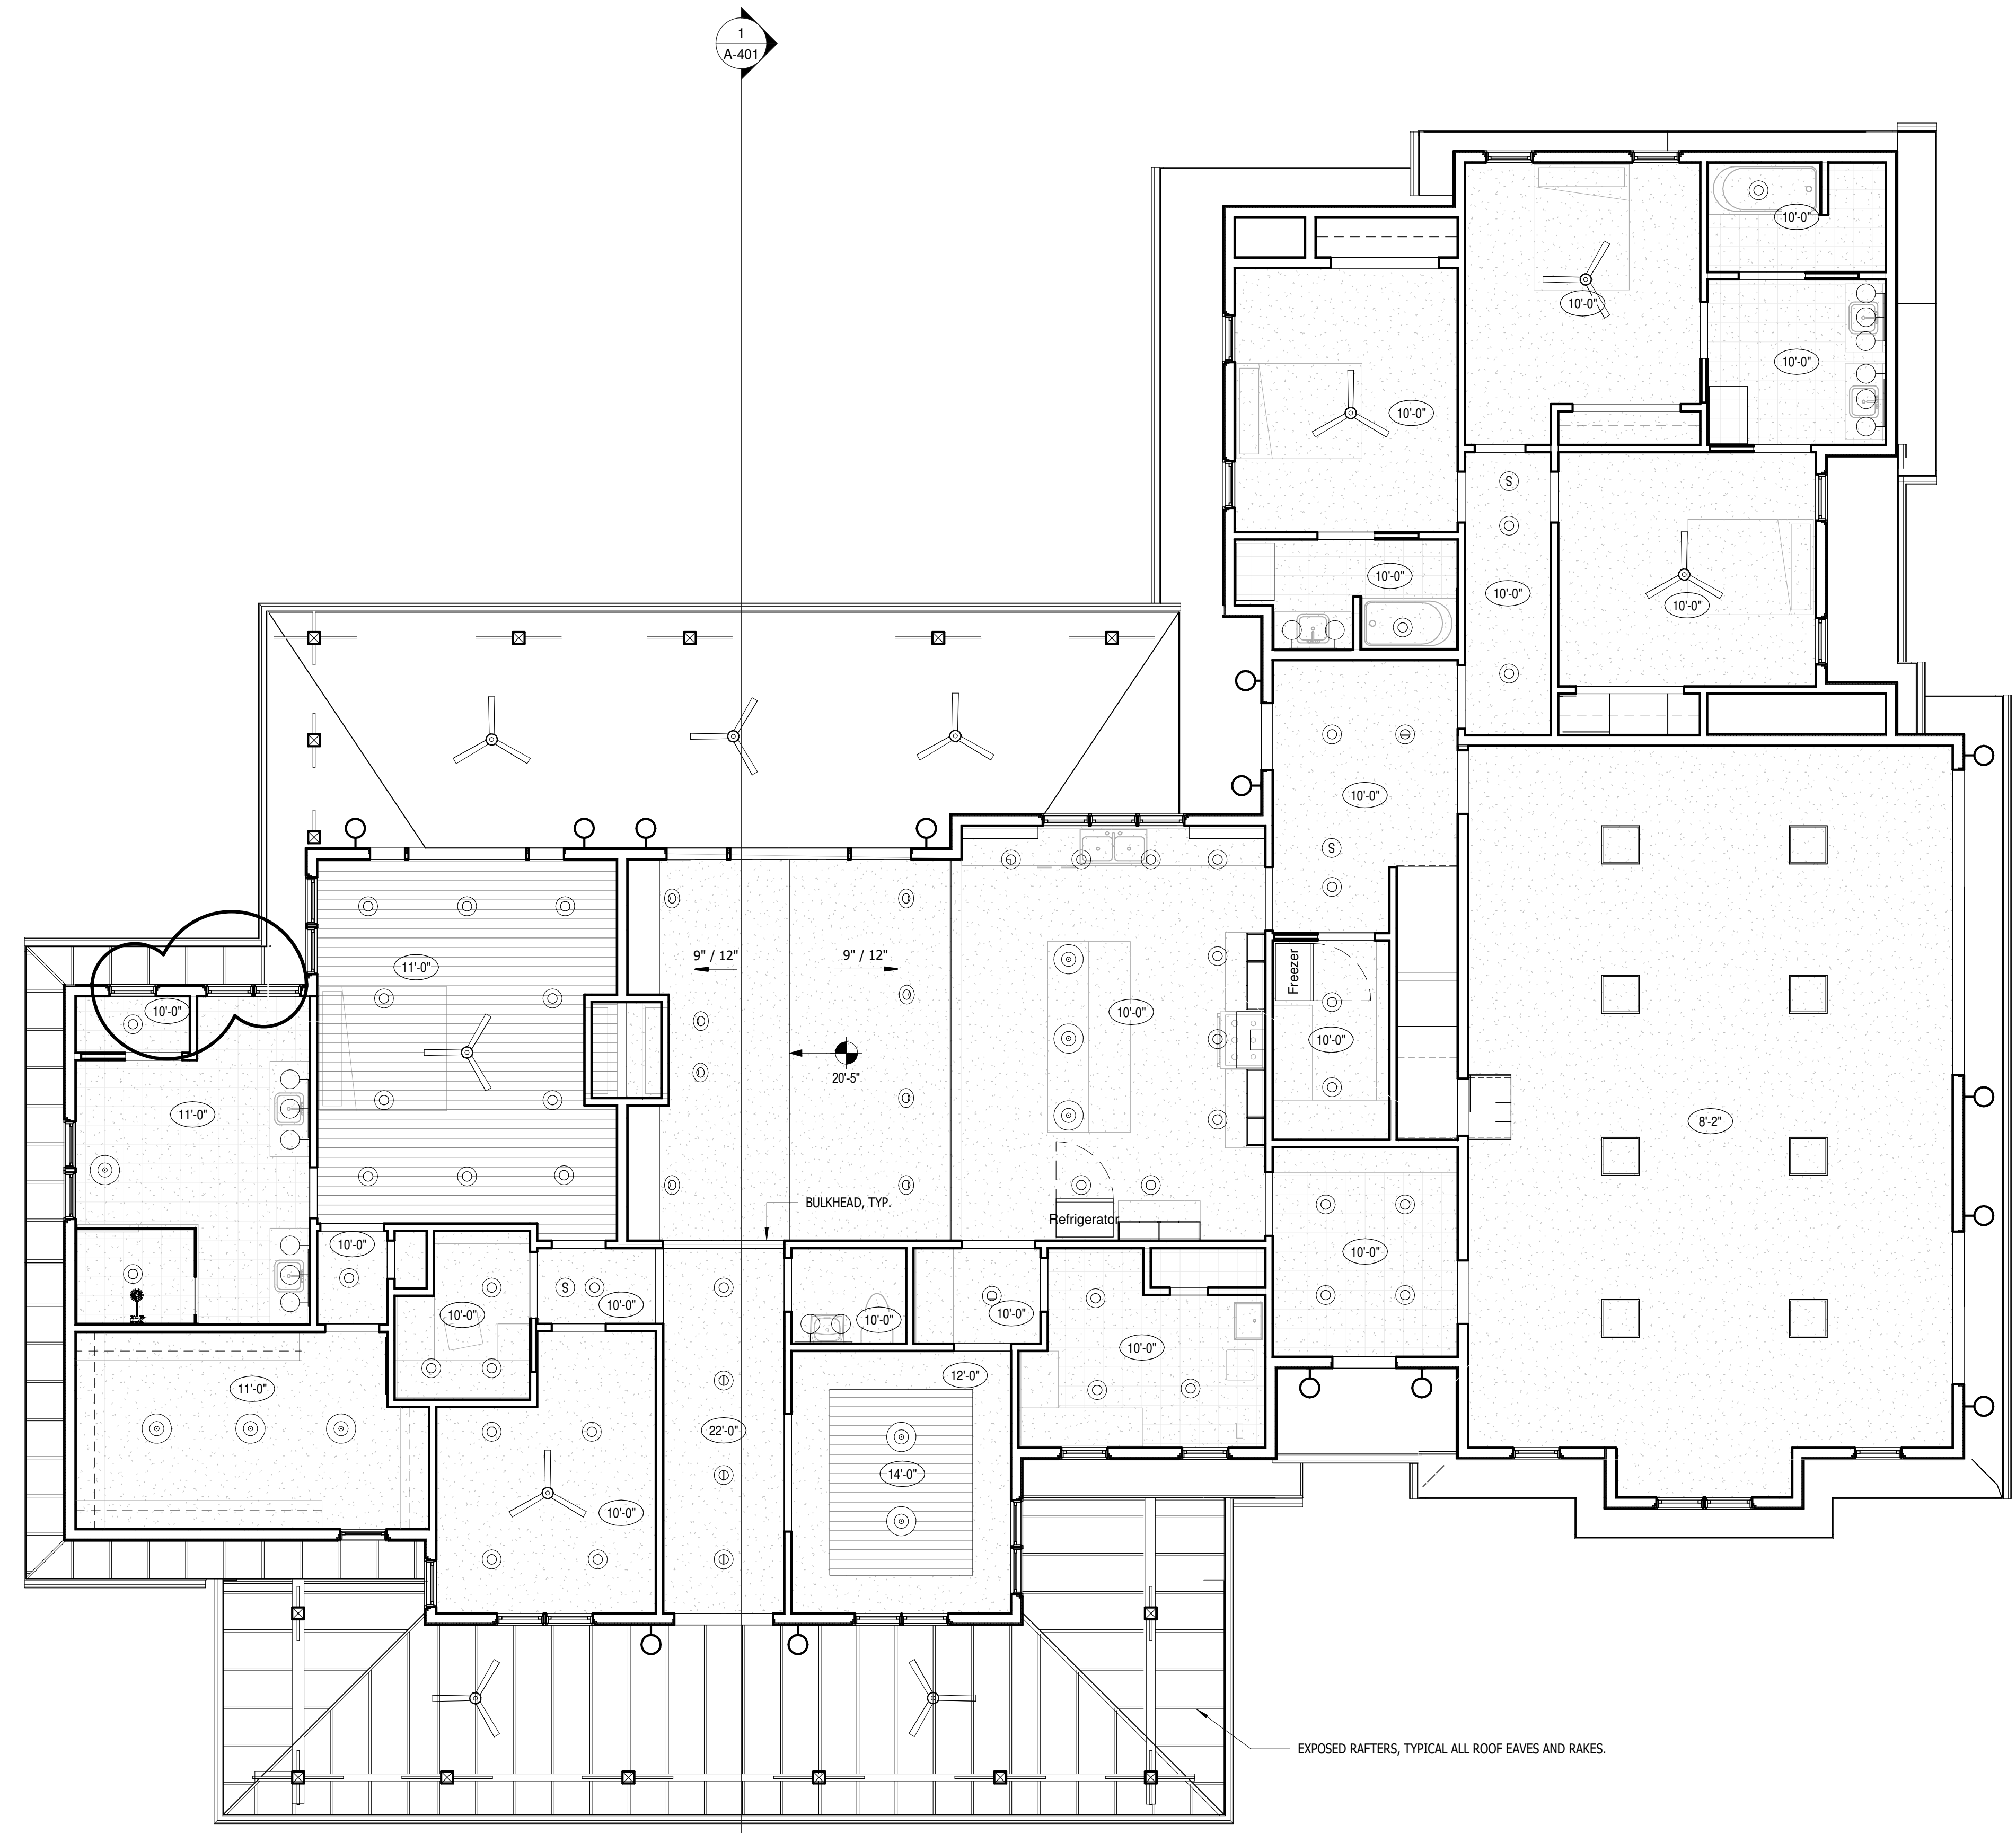 1
A-401
10'-0"
10'-0"
10'-0"
10'-0"
10'-0"
S
10'-0"
10'-0"
10'-0"
10'-0"
S
9" / 12"
9" / 12"
11'-0"
Freezer
10'-0"
10'-0"
10'-0"
20'-5"
11'-0"
8'-2"
BULKHEAD, TYP.
Refrigerator
10'-0"
10'-0"
S
10'-0"
10'-0"
10'-0"
10'-0"
10'-0"
12'-0"
11'-0"
22'-0"
14'-0"
10'-0"
EXPOSED RAFTERS, TYPICAL ALL ROOF EAVES AND RAKES.